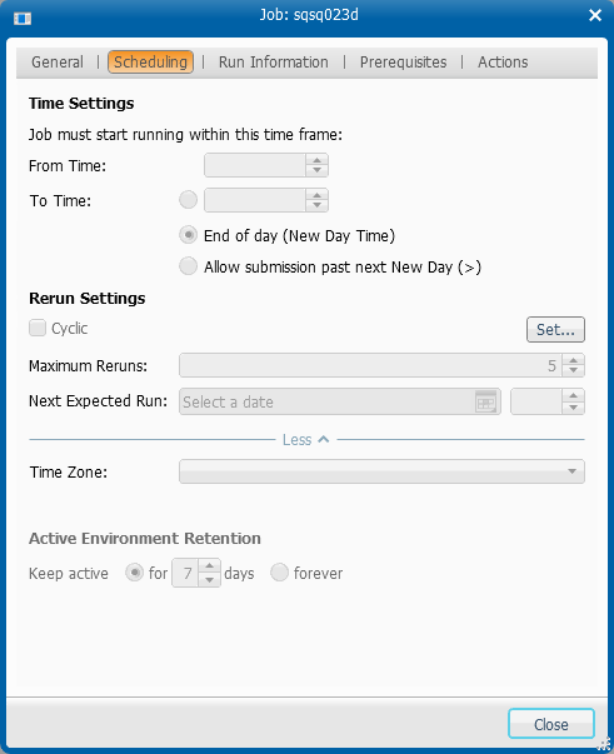 Job: sqsq023d
General | Scheduling | Run Information | Prerequisites | Actions
Time Settings
Job must start running within this time frame:
From Time:
To Time:
End of day (New Day Time)
Allow submission past next New Day (>)
Rerun Settings
Cyclic
Set...
Maximum Reruns: 5
Next Expected Run: Select a date
Less
Time Zone:
Active Environment Retention
Keep active for 7 days forever
Close